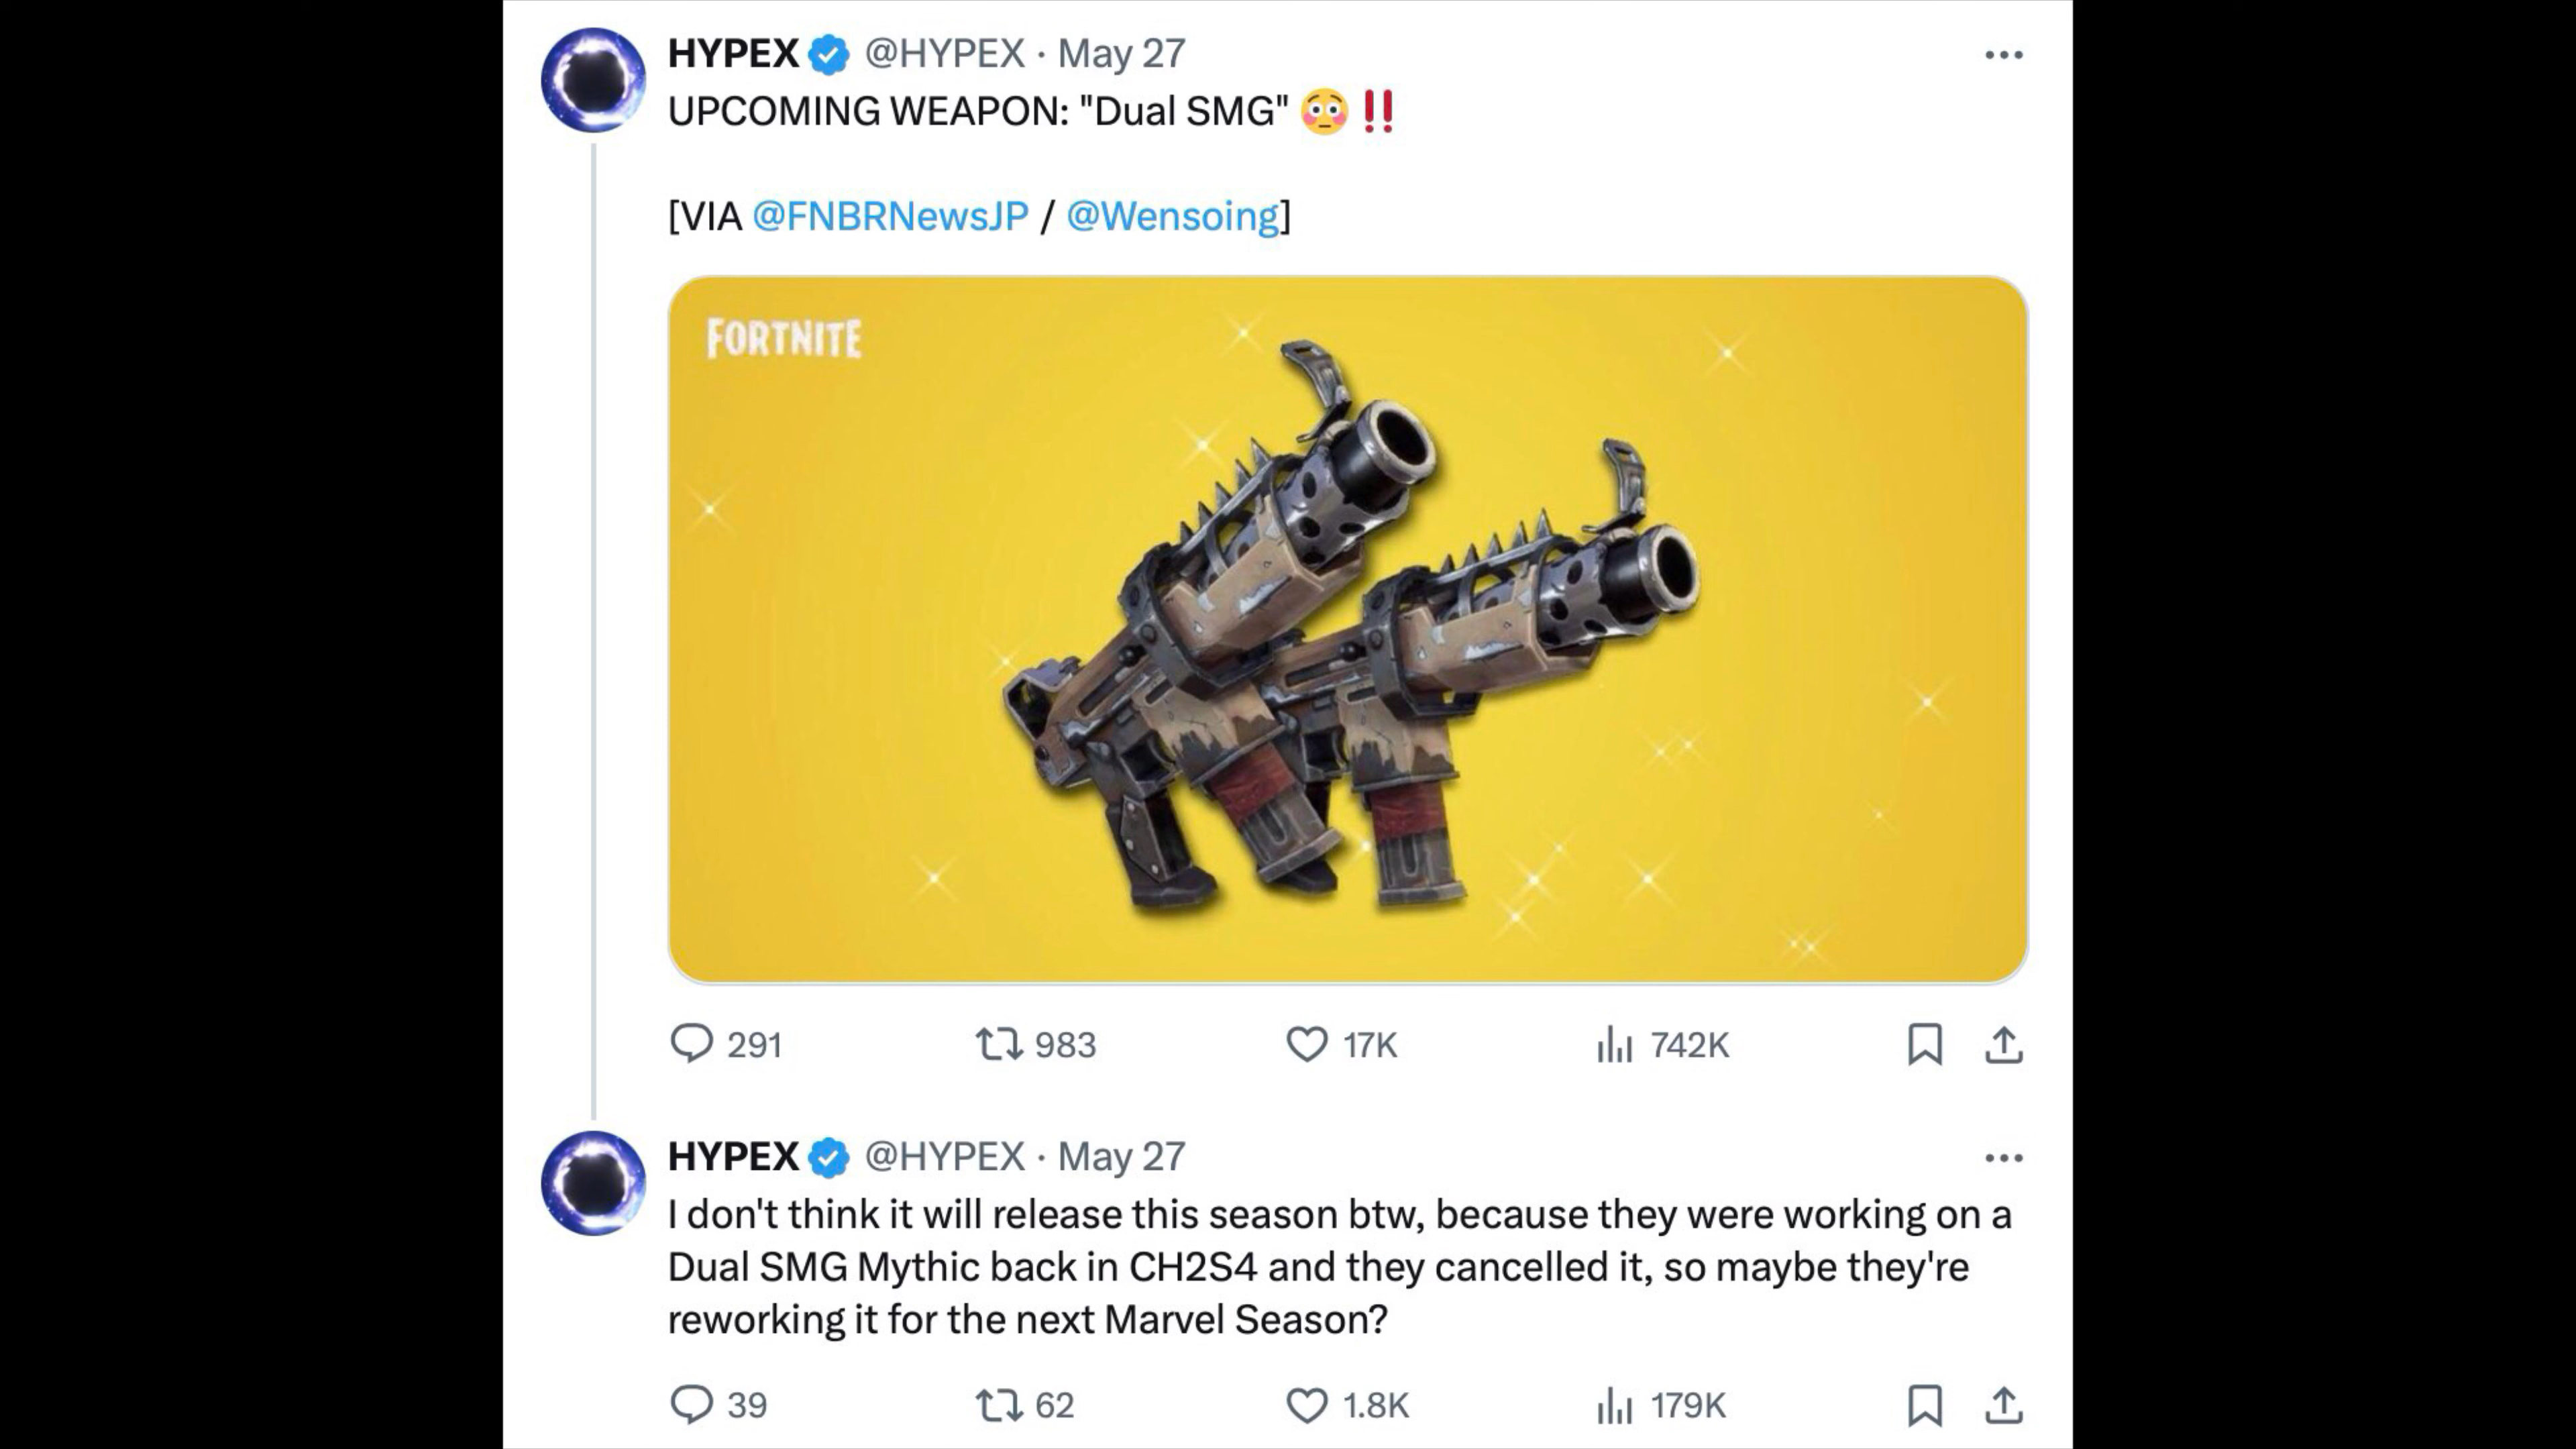 HYPEX @HYPEX · May 27
UPCOMING WEAPON: "Dual SMG" 😳‼️
[VIA @FNBRNewsJP / @Wensoing]
FORTNITE
291 983 17K 742K
HYPEX @HYPEX · May 27
I don't think it will release this season btw, because they were working on a
Dual SMG Mythic back in CH2S4 and they cancelled it, so maybe they're
reworking it for the next Marvel Season?
39 62 1.8K 179K